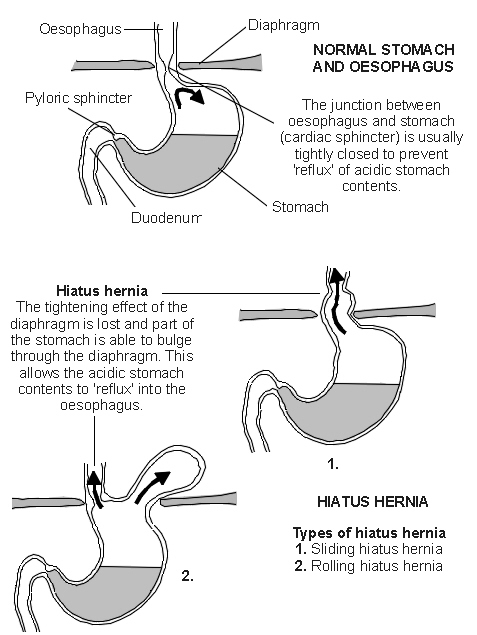 Oesophagus
Diaphragm
NORMAL STOMACH
AND OESOPHAGUS
Pyloric sphincter
The junction between
oesophagus and stomach
(cardiac sphincter) is usually
tightly closed to prevent
'reflux' of acidic stomach
contents.
Stomach
Duodenum
Hiatus hernia
The tightening effect of the
diaphragm is lost and part of
the stomach is able to bulge
through the diaphragm. This
allows the acidic stomach
contents to 'reflux' into the
oesophagus.
1.
HIATUS HERNIA
Types of hiatus hernia
1. Sliding hiatus hernia
2. Rolling hiatus hernia
2.